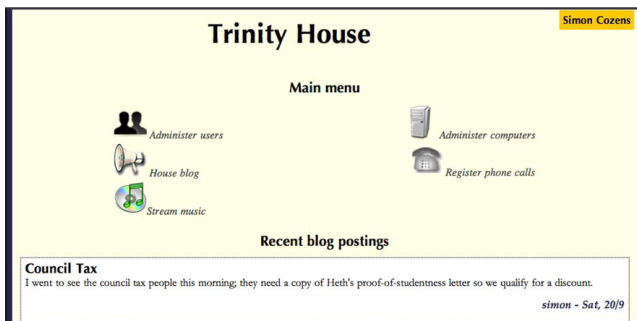 Simon Cozens
Trinity House
Main menu
Administer users
Administer computers
House blog
Register phone calls
Stream music
Recent blog postings
Council Tax
I went to see the council tax people this morning; they need a copy of Heth's proof-of-studentness letter so we qualify for a discount.
simon - Sat, 20/9